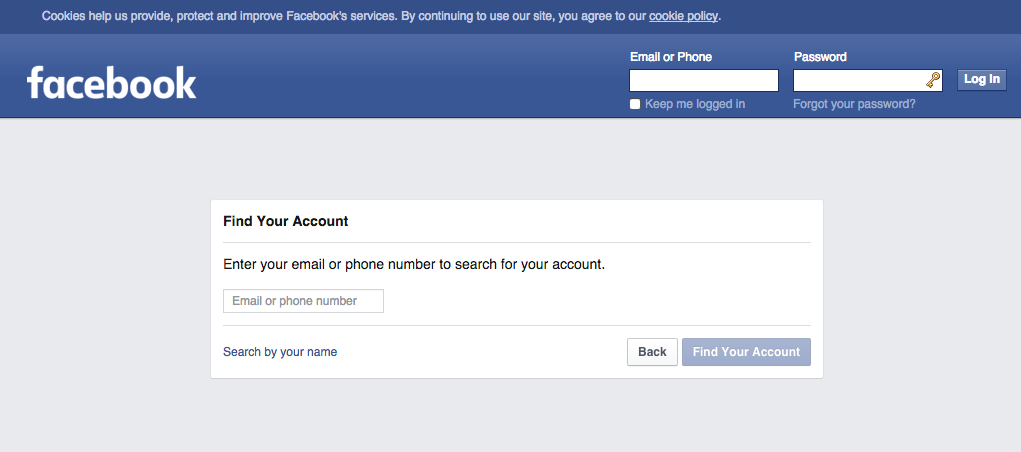 Cookies help us provide, protect and improve Facebook's services. By continuing to use our site, you agree to our cookie policy.
facebook
Email or Phone
Password
Log In
Keep me logged in
Forgot your password?
Find Your Account
Enter your email or phone number to search for your account.
Email or phone number
Search by your name
Back
Find Your Account